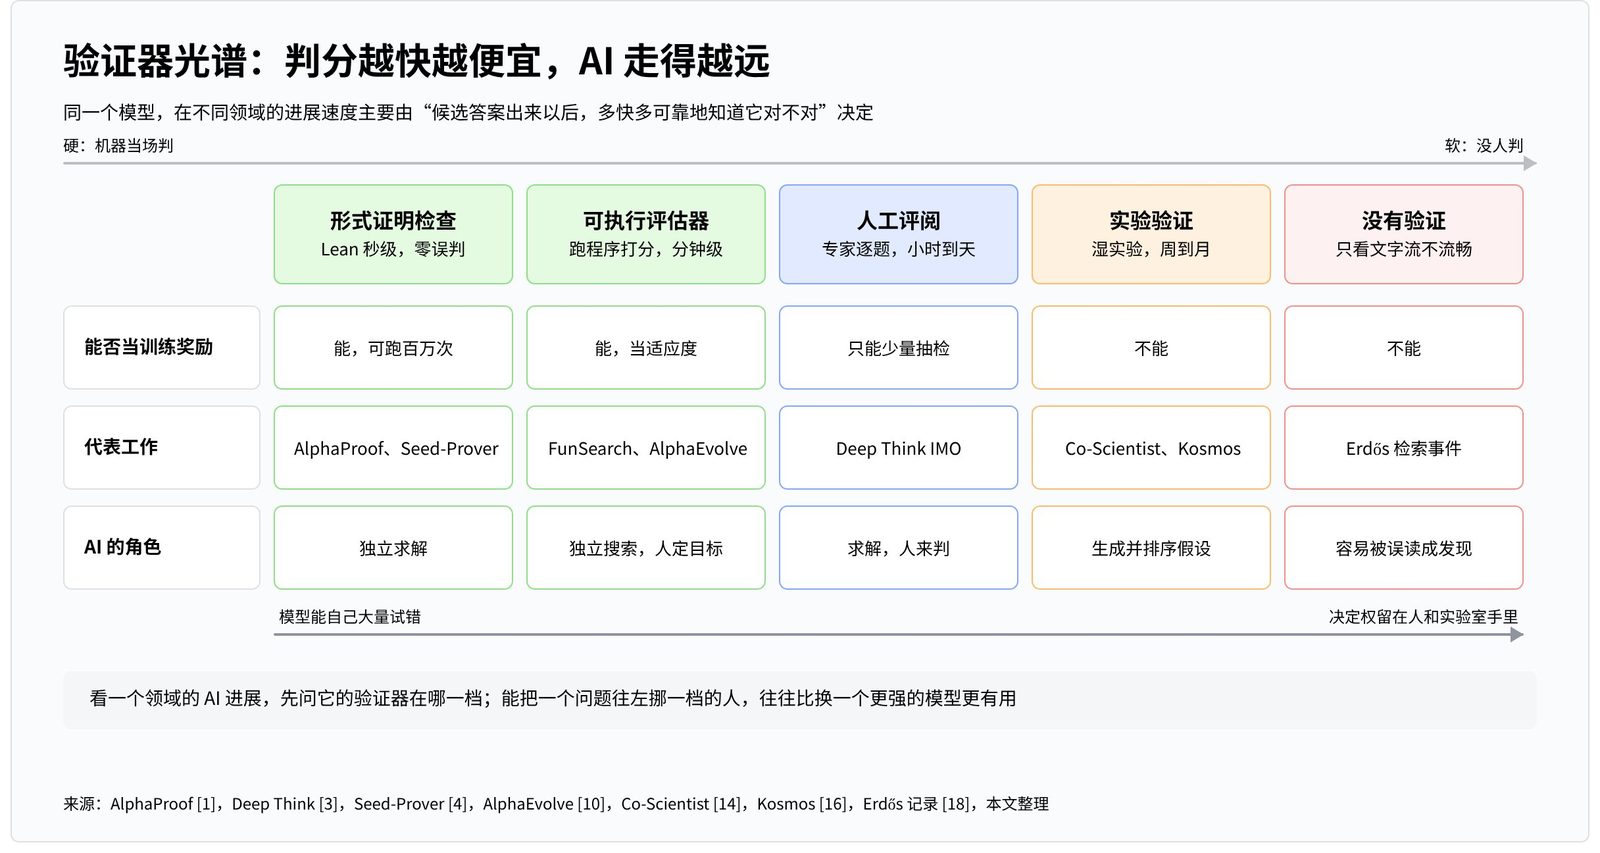 验证器光谱：判分越快越便宜，AI 走得越远
同一个模型，在不同领域的进展速度主要由“候选答案出来以后，多快多可靠地知道它对不对”决定
硬：机器当场判
软：没人判
形式证明检查
Lean 秒级，零误判
可执行评估器
跑程序打分，分钟级
人工评阅
专家逐题，小时到天
实验验证
湿实验，周到月
没有验证
只看文字流不流畅
能否当训练奖励
能，可跑百万次
能，当适应度
只能少量抽检
不能
不能
代表工作
AlphaProof、Seed-Prover
FunSearch、AlphaEvolve
Deep Think IMO
Co-Scientist、Kosmos
Erdős 检索事件
AI 的角色
独立求解
独立搜索，人定目标
求解，人来判
生成并排序假设
容易被误读成发现
模型能自己大量试错
决定权留在人和实验室手里
看一个领域的 AI 进展，先问它的验证器在哪一档；能把一个问题往左挪一档的人，往往比换一个更强的模型更有用
来源：AlphaProof [1]，Deep Think [3]，Seed-Prover [4]，AlphaEvolve [10]，Co-Scientist [14]，Kosmos [16]，Erdős 记录 [18]，本文整理